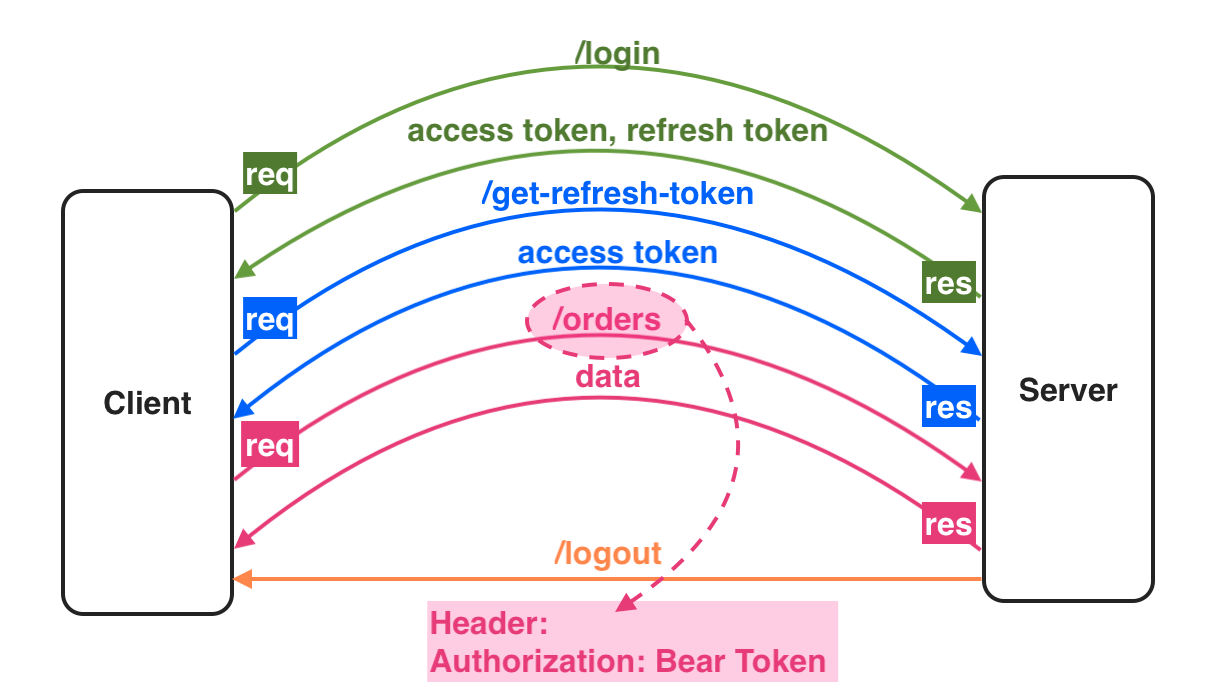 /login
access token, refresh token
req
/get-refresh-token
access token
res
req
/orders
data
Client
Server
res
req
res
/logout
Header:
Authorization: Bear Token